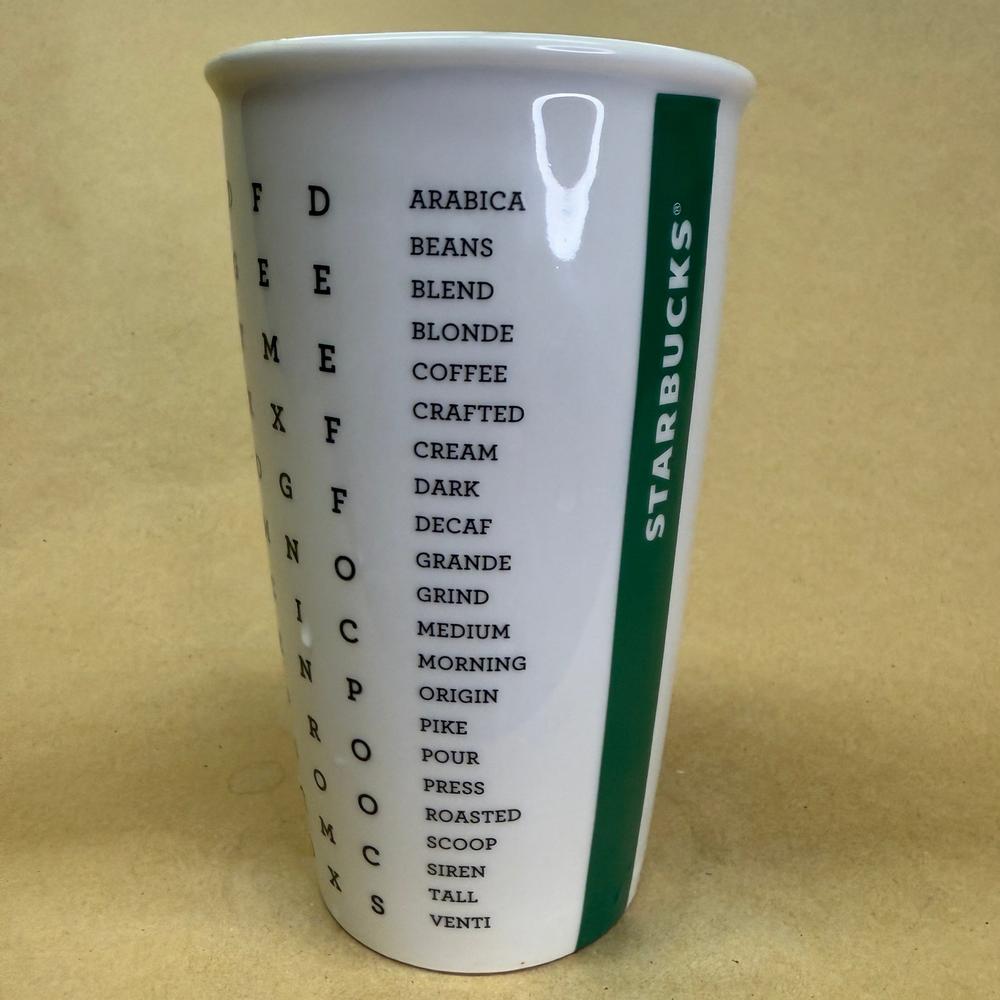 F D
E E
M E
X F
G F
N O
I C
N P
R O
O O
M C
X S
ARABICA
BEANS
BLEND
BLONDE
COFFEE
CRAFTED
CREAM
DARK
DECAF
GRANDE
GRIND
MEDIUM
MORNING
ORIGIN
PIKE
POUR
PRESS
ROASTED
SCOOP
SIREN
TALL
VENTI
STARBUCKS®